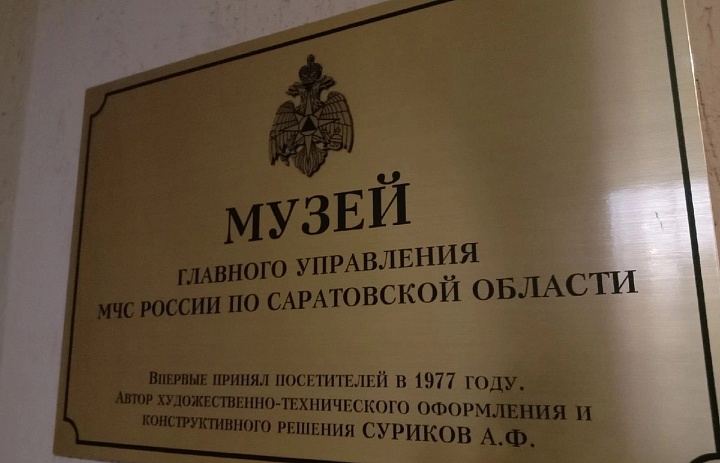 МУЗЕЙ
ГЛАВНОГО УПРАВЛЕНИЯ
МЧС РОССИИ ПО САРАТОВСКОЙ ОБЛАСТИ
ВПЕРВЫЕ ПРИНЯЛ ПОСЕТИТЕЛЕЙ В 1977 ГОДУ.
АВТОР ХУДОЖЕСТВЕННО-ТЕХНИЧЕСКОГО ОФОРМЛЕНИЯ И
КОНСТРУКТИВНОГО РЕШЕНИЯ СУРИКОВ А.Ф.